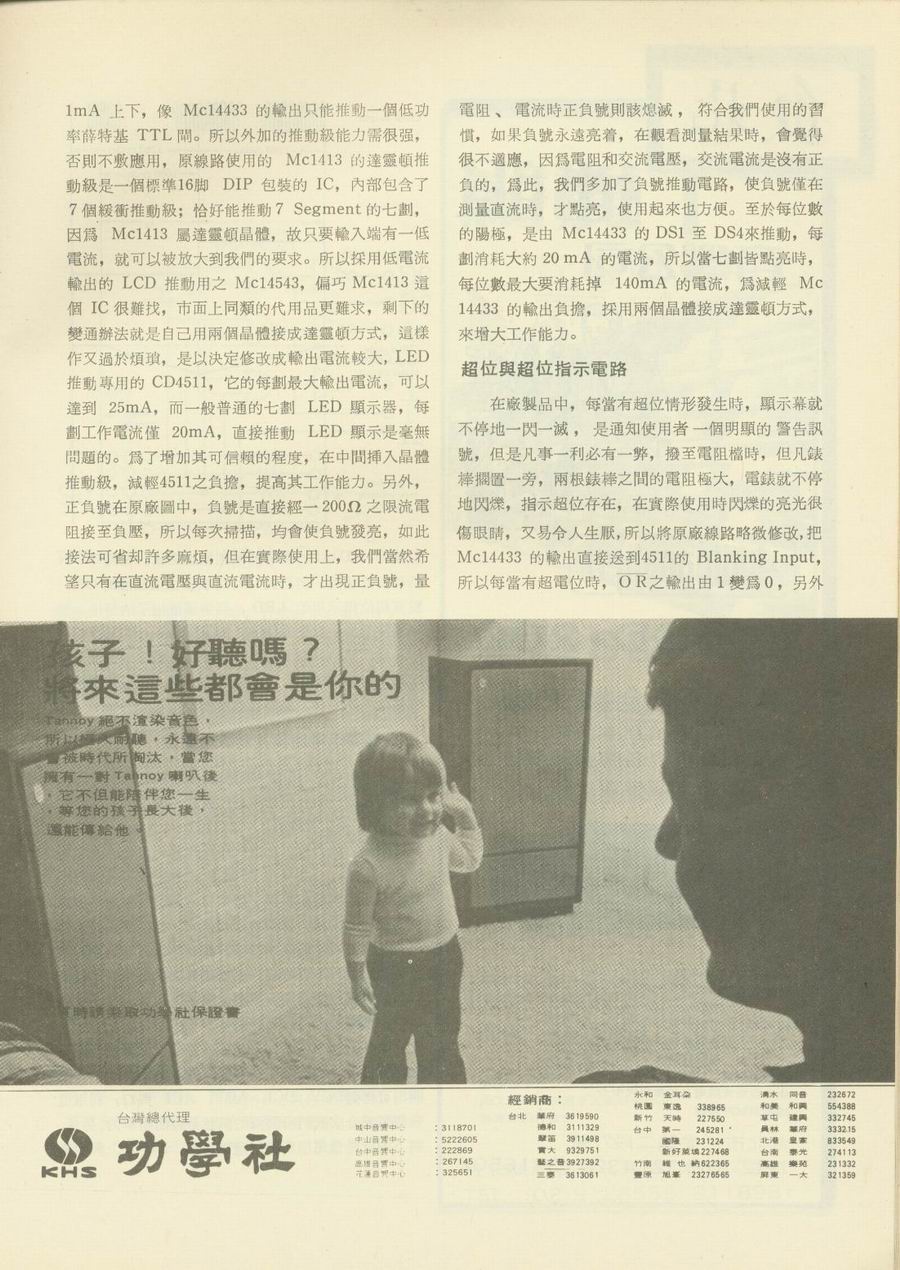 1mA 上下，像 Mc14433 的輸出只能推動一個低功
率薛特基 TTL 閘。所以外加的推動級能力需很强，
否則不敷應用，原線路使用的 Mc1413 的達靈頓推
動級是一個標準16脚 DIP 包裝的 IC，內部包含了
7個緩衝推動級；恰好能推動7 Segment 的七劃，
因爲 Mc1413 屬達靈頓晶體，故只要輸入端有一低
電流，就可以被放大到我們的要求。所以採用低電流
輸出的 LCD 推動用之 Mc14543，偏巧 Mc1413 這
個 IC 很難找，市面上同類的代用品更難求，剩下的
變通辦法就是自己用兩個晶體接成達靈頓方式，這樣
作又過於煩瑣，是以決定修改成輸出電流較大，LED
推動專用的 CD4511，它的每劃最大輸出電流，可以
達到 25mA，而一般普通的七劃 LED 顯示器，每
劃工作電流僅 20mA，直接推動 LED 顯示是毫無
問題的。爲了增加其可信賴的程度，在中間挿入晶體
推動級，減輕4511之負擔，提高其工作能力。另外，
正負號在原廠圖中，負號是直接經一200Ω 之限流電
阻接至負壓，所以每次掃描，均會使負號發亮，如此
接法可省却許多麻煩，但在實際使用上，我們當然希
望只有在直流電壓與直流電流時，才出現正負號，量
電阻、電流時正負號則該熄滅，符合我們使用的習
慣，如果負號永遠亮着，在觀看測量結果時，會覺得
很不適應，因爲電阻和交流電壓，交流電流是沒有正
負的，爲此，我們多加了負號推動電路，使負號僅在
測量直流時，才點亮，使用起來也方便。至於每位數
的陽極，是由 Mc14433 的 DS1 至 DS4來推動，每
劃消耗大約 20 mA 的電流，所以當七劃皆點亮時，
每位數最大要消耗掉 140mA 的電流，爲減輕 Mc
14433 的輸出負擔，採用兩個晶體接成達靈頓方式，
來增大工作能力。
超位與超位指示電路
在廠製品中，每當有超位情形發生時，顯示幕就
不停地一閃一滅，是通知使用者一個明顯的警告訊
號，但是凡事一利必有一弊，撥至電阻檔時，但凡錶
棒擱置一旁，兩根錶棒之間的電阻極大，電錶就不停
地閃爍，指示超位存在，在實際使用時閃爍的亮光很
傷眼睛，又易令人生厭，所以將原廠線路略微修改，把
Mc14433 的輸出直接送到4511的 Blanking Input，
所以每當有超電位時，OR之輸出由1變爲0，另外
孩子！好聽嗎？
將來這些都會是你的
Tannoy 絕不渲染音色，
所以 耐聽，永遠不
會被時代所淘汰，當您
擁有一對 Tannoy 喇叭後
，它不但能陪伴您一生
，等您的孩子長大後，
還能傳給他。
時請索取功學社保證書
台灣總代理
KHS 功學社
城中音響中心：3118701
中山音響中心：5222605
台中音響中心：222869
高雄音響中心：267145
花蓮音響中心：325651
經銷商：
台北 華府 3619590
德和 3111329
翠笛 3911498
實大 9329751
藝之音3927392
三泰 3613061
永和 金耳朵
桃園 東逸 338965
新竹 天時 227550
台中 第一 245281
國隆 231224
新好萊塢227468
竹南 維也納622365
豐原 旭峯 23276565
清水 同音 232672
和美 和興 554388
草屯 建興 332745
員林 華府 333215
北港 皇家 833549
台南 泰光 274113
高雄 樂苑 231332
屏東 一大 321359